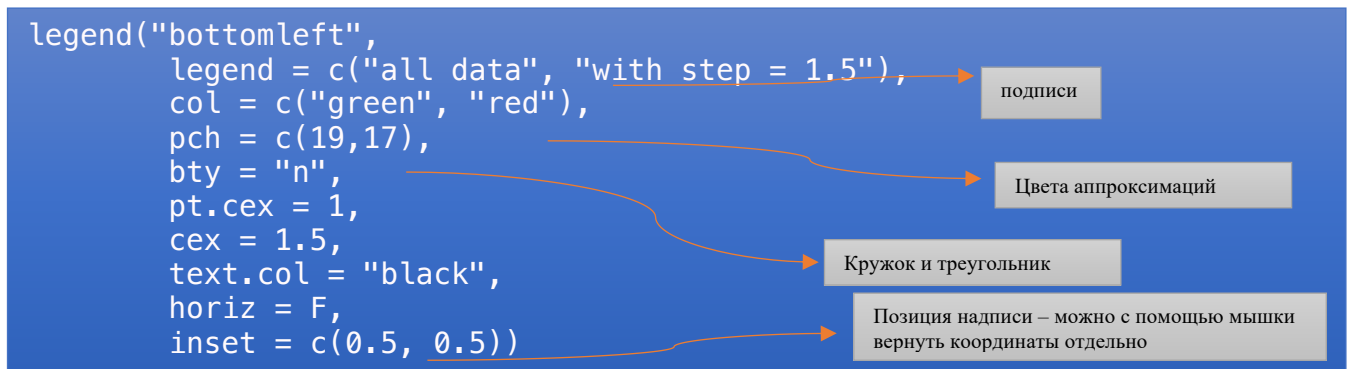 legend("bottomleft",
legend = c("all data", "with step = 1.5"),
подписи
col = c("green", "red"),
pch = c(19,17),
Цвета аппроксимаций
bty = "n",
pt.cex = 1,
cex = 1.5,
Кружок и треугольник
text.col = "black",
horiz = F,
Позиция надписи – можно с помощью мышки
вернуть координаты отдельно
inset = c(0.5, 0.5))